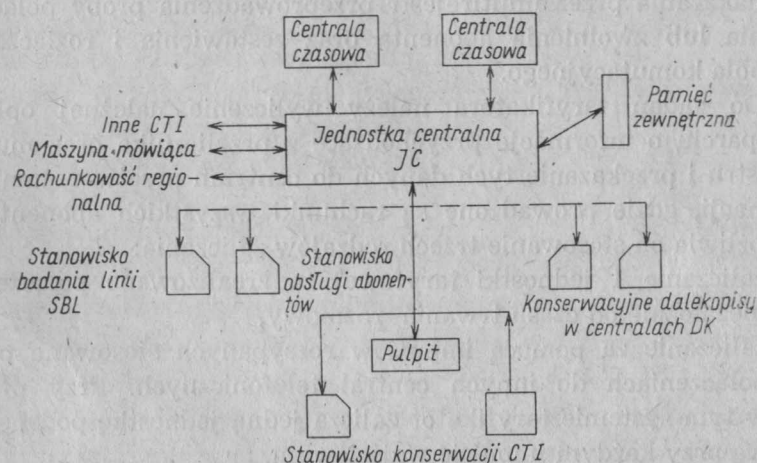 Centrala
czasowa
Centrala
czasowa
Pamięć
zewnętrzna
Inne CTI
Maszyna mówiąca
Rachunkowość regio-
nalna
Jednostka centralna
JC
Stanowisko
badania linii
SBL
Stanowisko
obsługi abonen-
tów
Konserwacyjne dalekopisy
w centralach DK
Pulpit
Stanowisko konserwacji CTI